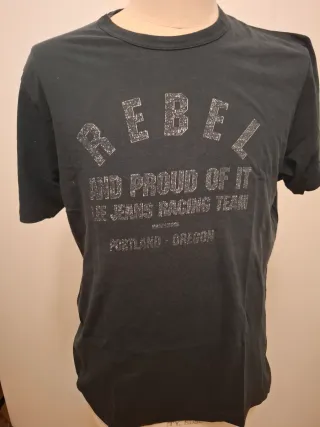 REBEL
AND PROUD OF IT
LEE JEANS RACING TEAM
PORTLAND - OREGON